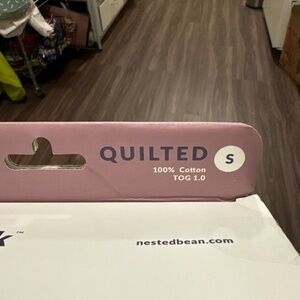 QUILTED S
100% Cotton
TOG 1.0
nestedbean.com